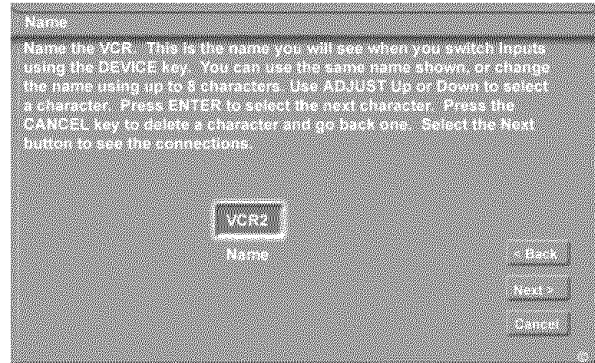 Name
Name the VCR. This is the name you will see when you switch inputs
using the DEVICE key. You can use the same name shown, or change
the name using up to 8 characters. Use ADJUST Up or Down to select
a character. Press ENTER to select the next character. Press the
CANCEL key to delete a character and go back one. Select the Next
button to see the connections.
VCR2
Name
< Back
Next >
Cancel
©